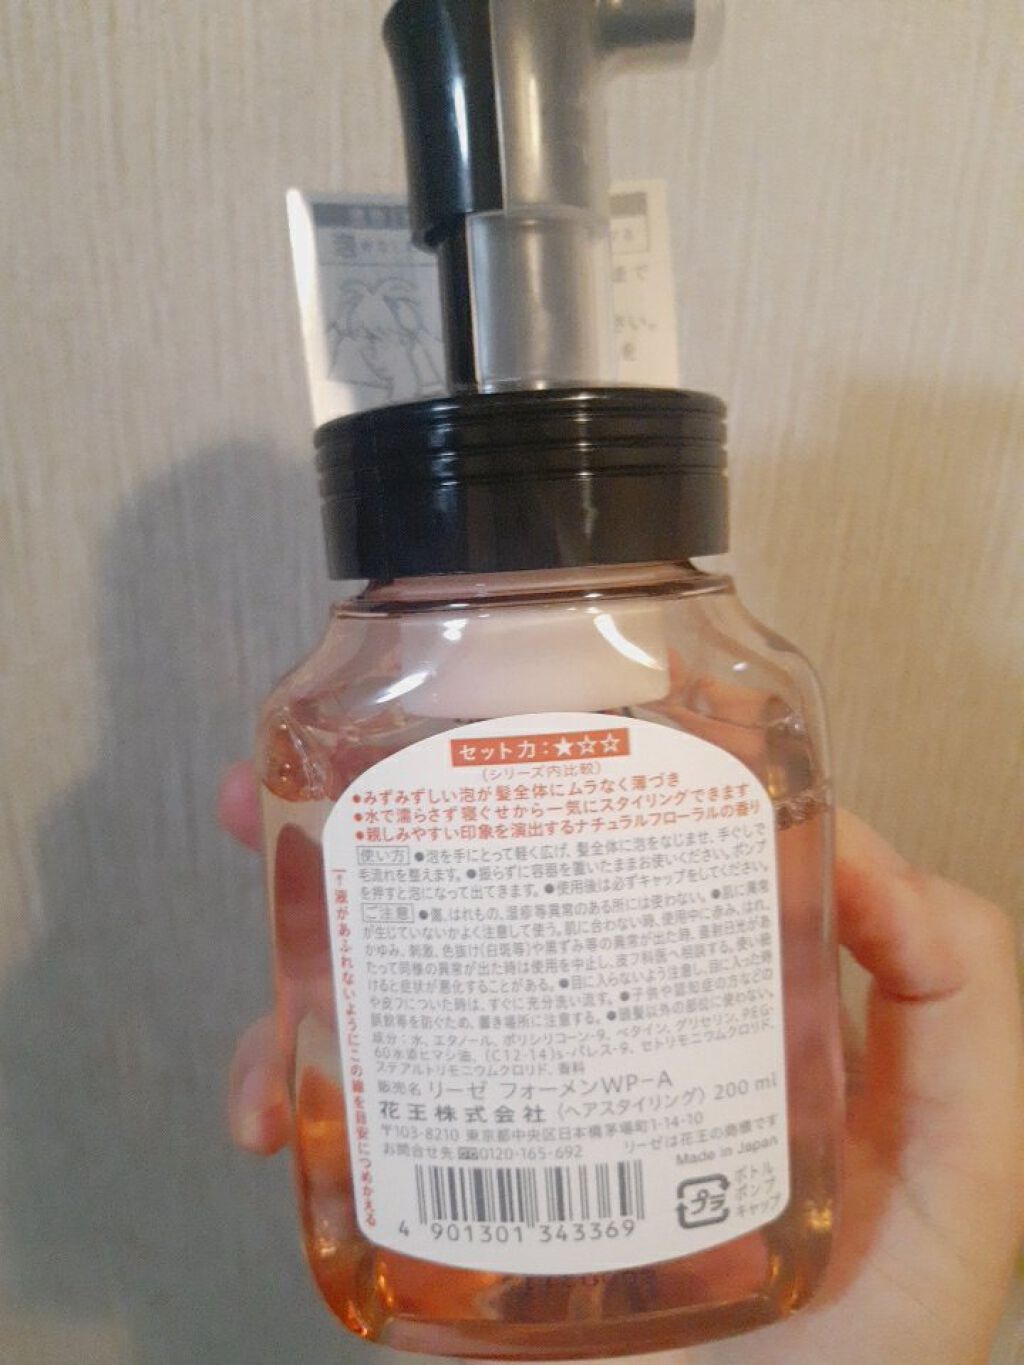 セット力：★☆☆
(シリーズ内比較)
●みずみずしい泡が髪全体にムラなく薄づき
●水で濡らさず寝ぐせから一気にスタイリングできます
●親しみやすい印象を演出するナチュラルフローラルの香り
使い方 ●泡を手にとって軽く広げ、髪全体に泡をなじませ、手ぐしで
毛流れを整えます。●振らずに容器を置いたままお使いください。ポンプ
を押すと泡になって出てきます。●使用後は必ずキャップをしてください。
ご注意 ●傷、はれもの、湿疹等異常のある所には使わない。●肌に異常
が生じていないかよく注意して使う。肌に合わない時、使用中に赤み、はれ、
かゆみ、刺激、色抜け(白斑等)や黒ずみ等の異常が出た時、直射日光があ
たって同様の異常が出た時は使用を中止し、皮フ科医へ相談する。使い続
けると症状が悪化することがある。●目に入らないよう注意し、目に入った時
や皮フについた時は、すぐに充分洗い流す。●子供や認知症の方などの
誤飲等を防ぐため、置き場所に注意する。●頭髪以外の部位に使わない。
成分：水、エタノール、ポリシリコーン-9、ベタイン、グリセリン、PEG-
60水添ヒマシ油、(C12-14)s-パレス-9、セトリモニウムクロリド、
ステアルトリモニウムクロリド、香料
販売名 リーゼ フォーメンWP-A
花王株式会社〈ヘアスタイリング〉200 ml
〒103-8210 東京都中央区日本橋茅場町1-14-10
お問合せ先 0120-165-692
リーゼは花王の商標です
Made in Japan
4 901301 343369
プラ
ボトル
ポンプ
キャップ
↑液があふれないようにこの線を目安につめかえる